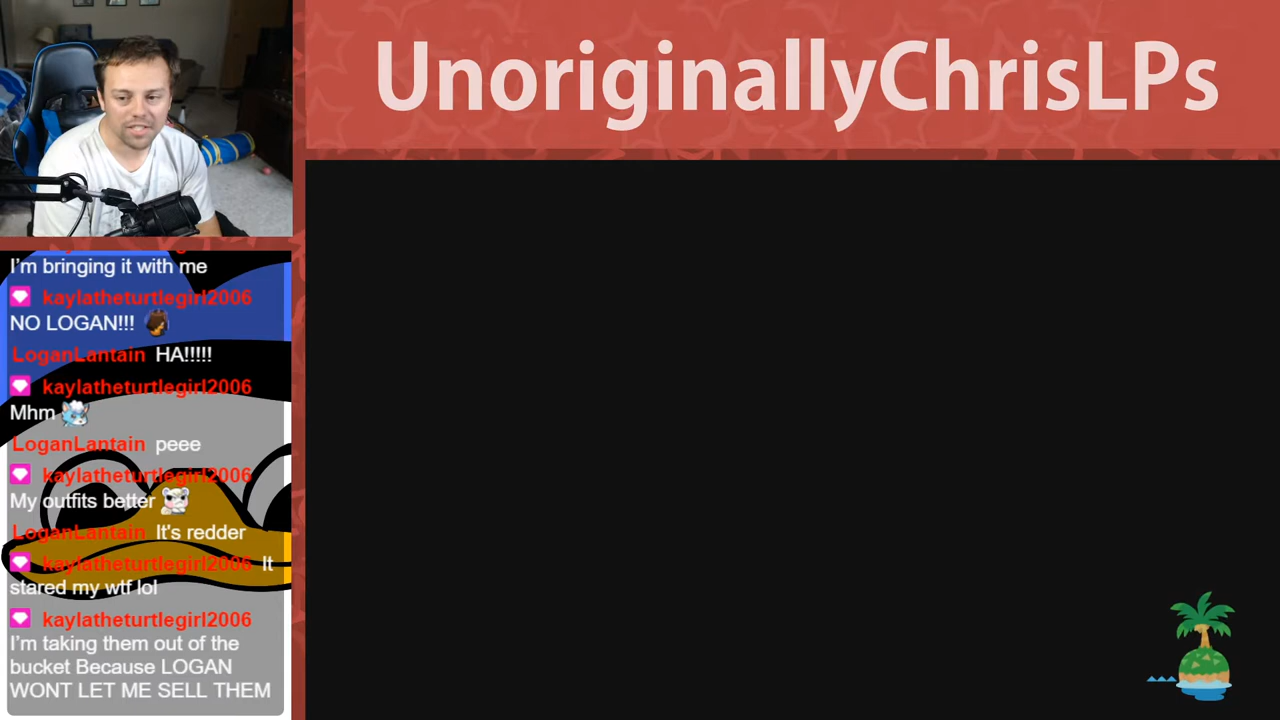 UnoriginallyChrisLPs
I'm bringing it with me
kaylatheturtlegirl2006
NO LOGAN!!!
LoganLantain HA!!!!!
kaylatheturtlegirl2006
Mhm
LoganLantain peee
kaylatheturtlegirl2006
My outfits better
LoganLantain It's redder
kaylatheturtlegirl2006 It
stared my wtf lol
kaylatheturtlegirl2006
I'm taking them out of the
bucket Because LOGAN
WONT LET ME SELL THEM